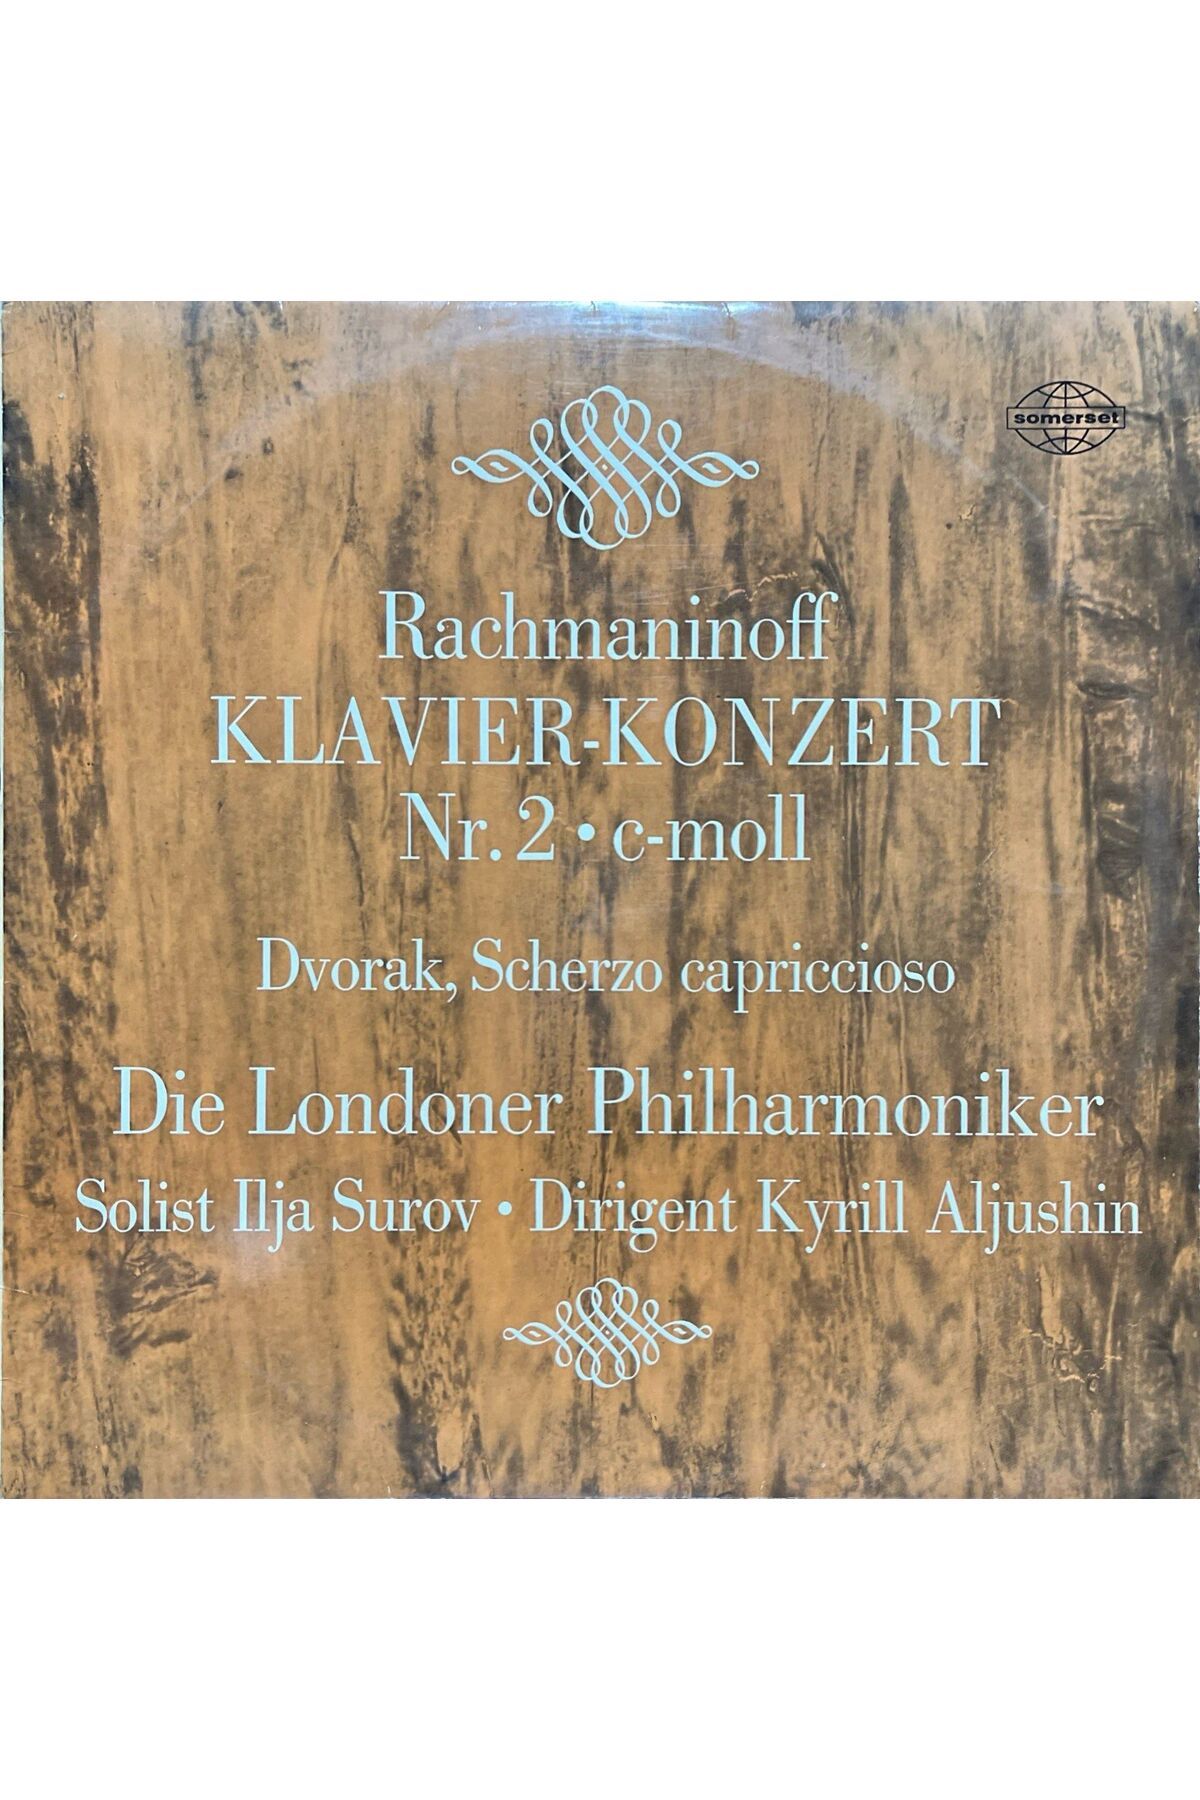 somerset
Rachmaninoff
KLAVIER-KONZERT
Nr. 2 • c-moll
Dvorak, Scherzo capriccioso
Die Londoner Philharmoniker
Solist Ilja Surov • Dirigent Kyrill Aljushin